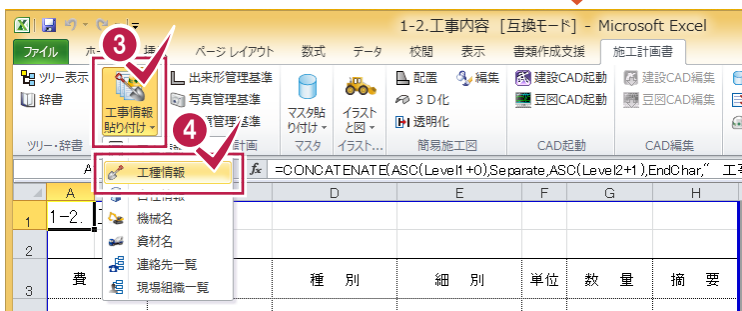 1-2.工事内容 [互換モード] - Microsoft Excel
ファイル ページ レイアウト 数式 データ 校閲 表示 書類作成支援 施工計画書
3
ツリー表示 出来形管理基準 配置 編集 建設CAD起動 建設CAD編集
辞書 工事情報貼り付け 写真管理基準 マスタ貼り付け イラストと図 3D化 豆図CAD起動 豆図CAD編集
管理基準 透明化
4
ツリー・辞書 計画 マスタ イラスト... 簡易施工図 CAD起動 CAD編集
A fx =CONCATENATE(ASC(Level1+0),Separate,ASC(Level2+1),EndChar,“ 工
工種情報
A D E F G H
1 1-2.
機械名
2 資材名
連絡先一覧
3 費 種 別 細 別 単位 数 量 摘 要
現場組織一覧